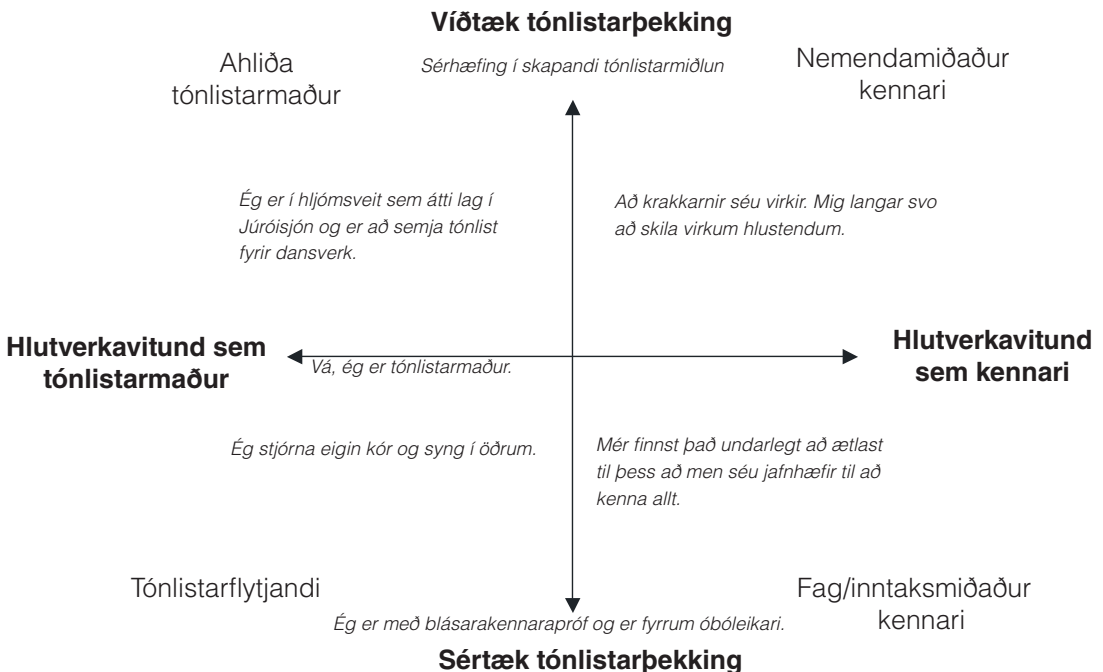 Víðtæk tónlistarþekking
Ahliða
tónlistarmaður
Sérhæfing í skapandi tónlistarmiðlun
Nemendamiðaður
kennari
Ég er í hljómsveit sem átti lag í
Júróisjón og er að semja tónlist
fyrir dansverk.
Að krakkarnir séu virkir. Mig langar svo
að skila virkum hlustendum.
Hlutverkavitund sem
tónlistarmaður
Vá, ég er tónlistarmaður.
Hlutverkavitund
sem kennari
Ég stjórna eigin kór og syng í öðrum.
Mér finnst það undarlegt að ætlast
til þess að men séu jafnhæfir til að
kenna allt.
Tónlistarflytjandi
Fag/inntaksmiðaður
kennari
Ég er með blásarakennarapróf og er fyrrum óbóleikari.
Sértæk tónlistarþekking